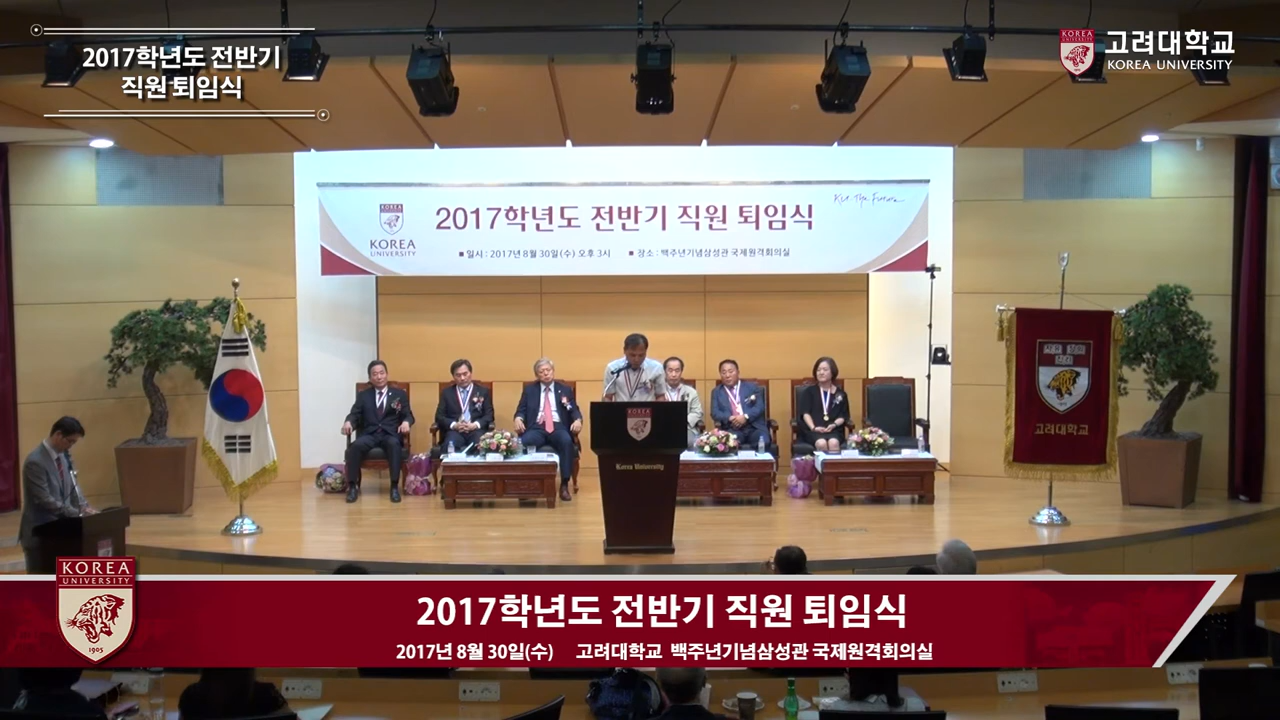 2017학년도 전반기
직원 퇴임식
KOREA
UNIVERSITY
고려대학교
KOREA UNIVERSITY
KOREA
KOREA
UNIVERSITY
2017학년도 전반기 직원 퇴임식
■ 일시 : 2017년 8월 30일(수) 오후 3시 ■ 장소 : 백주년기념삼성관 국제원격회의실
1905
고려대학교
KOREA
Korea University
KOREA
UNIVERSITY
1905
2017학년도 전반기 직원 퇴임식
2017년 8월 30일(수) 고려대학교 백주년기념삼성관 국제원격회의실